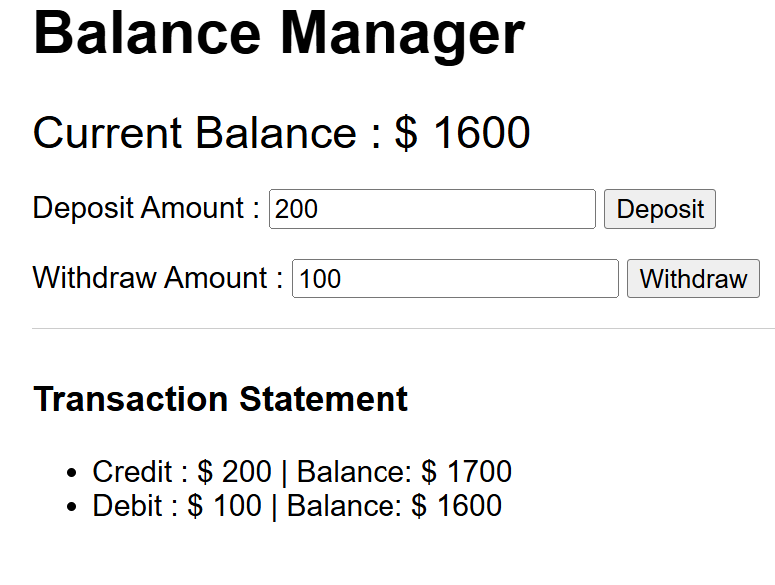 Balance Manager
Current Balance : $ 1600
Deposit Amount : 200 Deposit
Withdraw Amount : 100 Withdraw
Transaction Statement
• Credit : $ 200 | Balance: $ 1700
• Debit : $ 100 | Balance: $ 1600